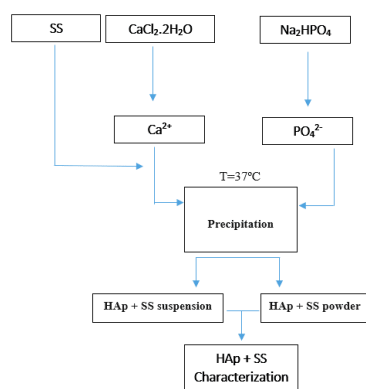 SS
CaCl₂.2H₂O
Na₂HPO₄
Ca²⁺
PO₄²⁻
T=37°C
Precipitation
HAp + SS suspension
HAp + SS powder
HAp + SS
Characterization